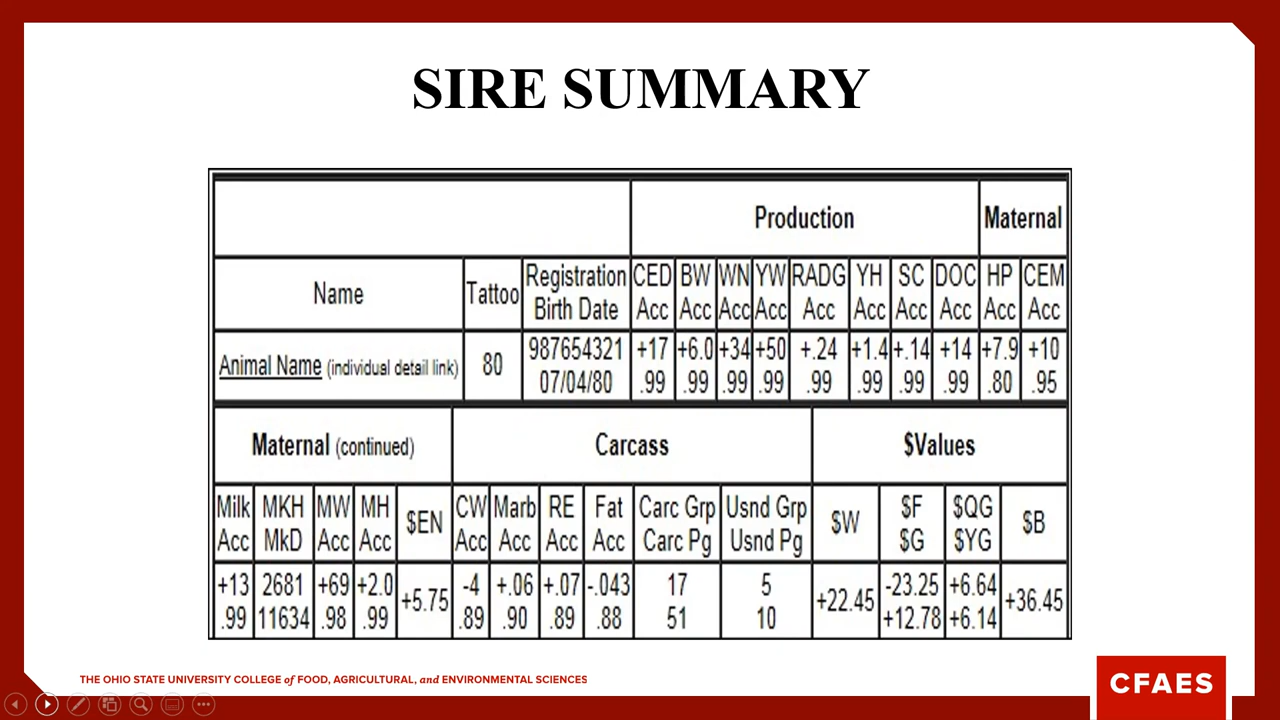 SIRE SUMMARY
Production Maternal
Name Tattoo Registration Birth Date CED Acc BW Acc WN Acc YW Acc RADG Acc YH Acc SC Acc DOC Acc HP Acc CEM Acc
Animal Name (individual detail link) 80 987654321 07/04/80 +17 .99 +6.0 .99 +34 .99 +50 .99 +.24 .99 +1.4 .99 +.14 .99 +14 .99 +7.9 .80 +10 .95
Maternal (continued) Carcass $Values
Milk Acc MKH MkD MW Acc MH Acc $EN CW Acc Marb Acc RE Acc Fat Acc Carc Grp Carc Pg Usnd Grp Usnd Pg $W $F $G $QG $YG $B
+13 .99 2681 11634 +69 .98 +2.0 .99 +5.75 -4 .89 +.06 .90 +.07 .89 -.043 .88 17 51 5 10 +22.45 -23.25 +12.78 +6.64 +6.14 +36.45
THE OHIO STATE UNIVERSITY COLLEGE of FOOD, AGRICULTURAL, and ENVIRONMENTAL SCIENCES
CFAES